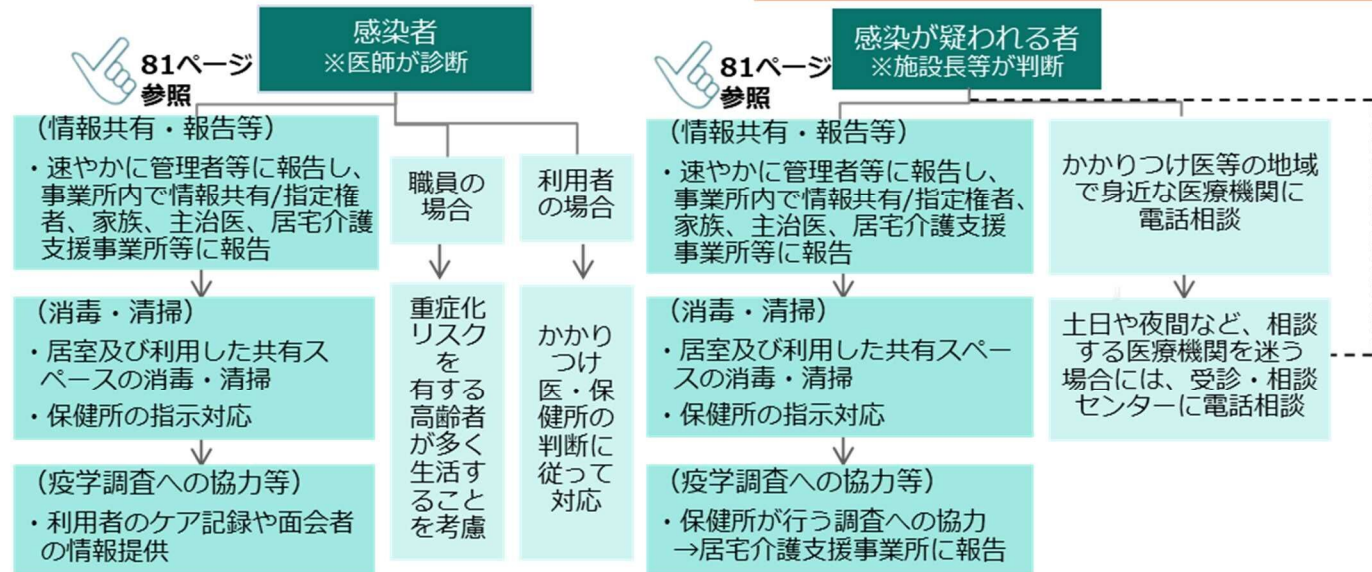 感染者
※医師が診断
81ページ
参照
（情報共有・報告等）
・速やかに管理者等に報告し、
事業所内で情報共有/指定権
者、家族、主治医、居宅介護
支援事業所等に報告
（消毒・清掃）
・居室及び利用した共有ス
ペースの消毒・清掃
・保健所の指示対応
（疫学調査への協力等）
・利用者のケア記録や面会者
の情報提供
職員の
場合
重症化
リスク
を
有する
高齢者
が多く
生活す
ること
を考慮
利用者
の場合
かかり
つけ
医・保
健所の
判断に
従って
対応
感染が疑われる者
※施設長等が判断
81ページ
参照
（情報共有・報告等）
・速やかに管理者等に報告し、
事業所内で情報共有/指定権者、
家族、主治医、居宅介護支援
事業所等に報告
（消毒・清掃）
・居室及び利用した共有スペー
スの消毒・清掃
・保健所の指示対応
（疫学調査への協力等）
・保健所が行う調査への協力
→居宅介護支援事業所に報告
かかりつけ医等の地域
で身近な医療機関に
電話相談
土日や夜間など、相談
する医療機関を迷う
場合には、受診・相談
センターに電話相談